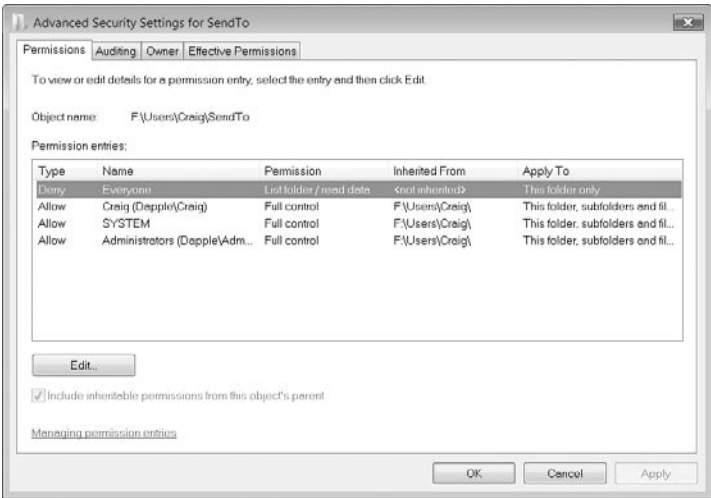 Advanced Security Settings for SendTo
Permissions Auditing Owner Effective Permissions
To view or edit details for a permission entry, select the entry and then click Edit.
Object name: F:\Users\Craig\SendTo
Permission entries:
Type Name Permission Inherited From Apply To
Deny Everyone List folder / read data <not inherited> This folder only
Allow Craig (Dapple\Craig) Full control F:\Users\Craig\ This folder, subfolders and fil...
Allow SYSTEM Full control F:\Users\Craig\ This folder, subfolders and fil...
Allow Administrators (Dapple\Adm... Full control F:\Users\Craig\ This folder, subfolders and fil...
Edit...
Include inheritable permissions from this object's parent
Managing permission entries
OK Cancel Apply